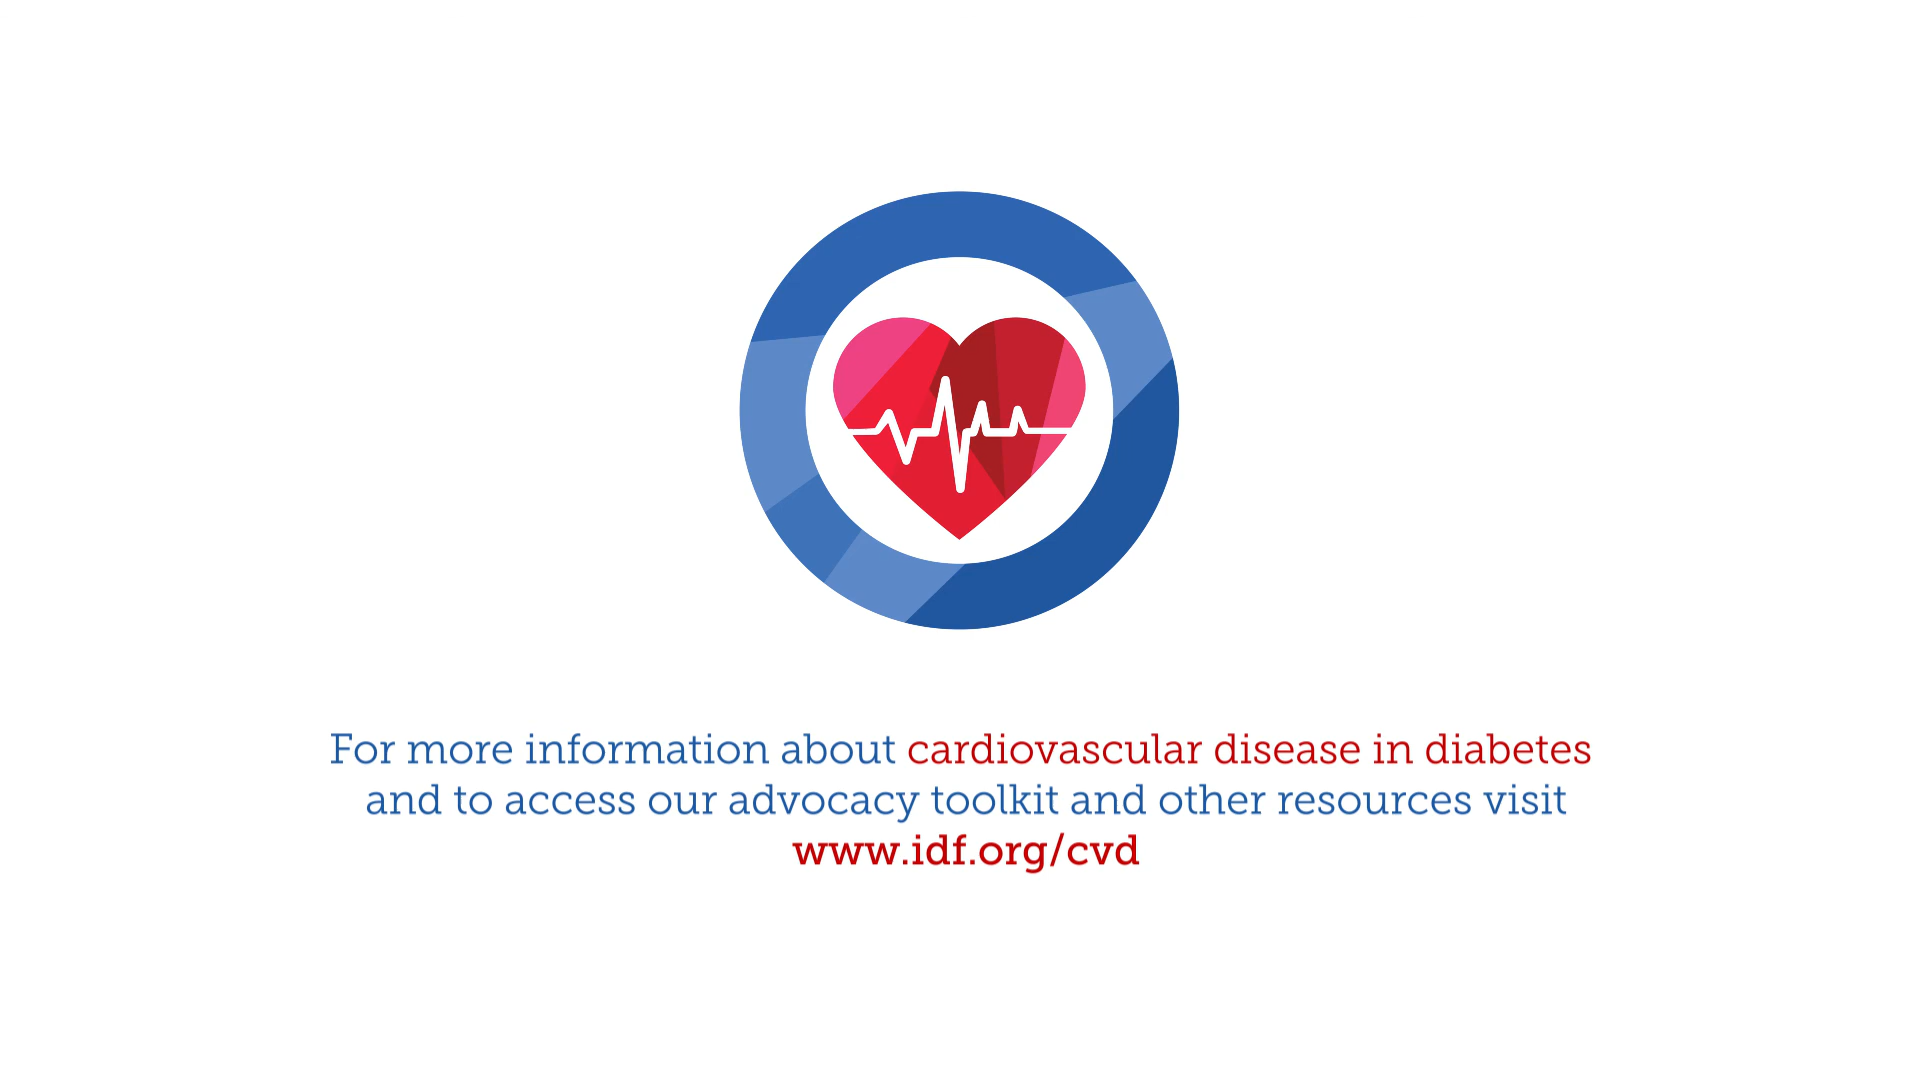 For more information about cardiovascular disease in diabetes
and to access our advocacy toolkit and other resources visit
www.idf.org/cvd